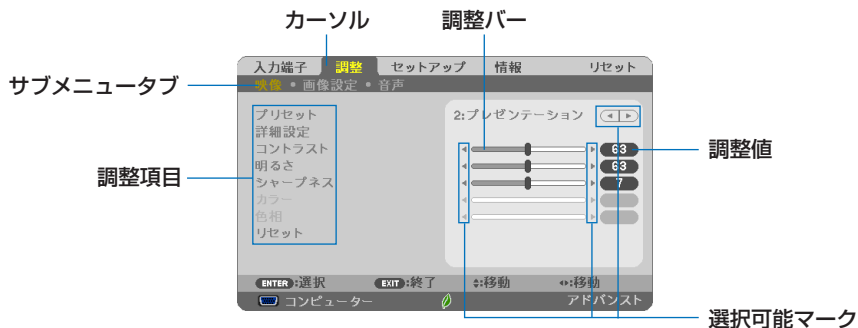 カーソル
調整バー
入力端子 調整 セットアップ 情報 リセット
サブメニュータブ
映像 • 画像設定 • 音声
プリセット
2:プレゼンテーション
詳細設定
コントラスト
63
調整値
明るさ
63
調整項目
シャープネス
7
カラー
色相
リセット
ENTER:選択 EXIT:終了 :移動 :移動
コンピューター
アドバンスト
選択可能マーク